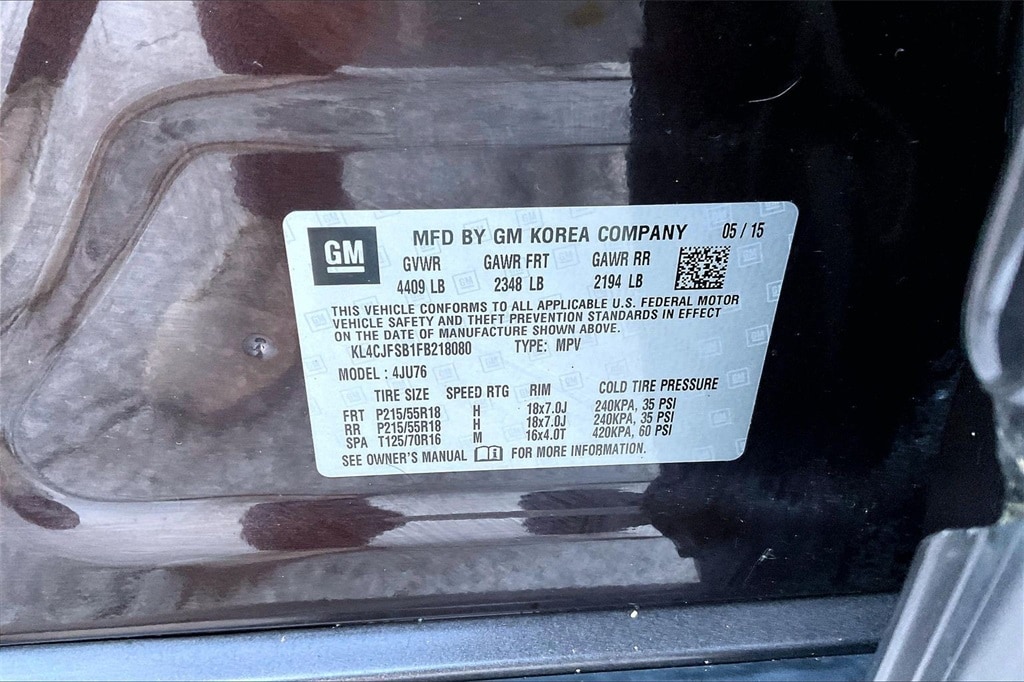 GM
MFD BY GM KOREA COMPANY 05 / 15
GVWR GAWR FRT GAWR RR
4409 LB 2348 LB 2194 LB
THIS VEHICLE CONFORMS TO ALL APPLICABLE U.S. FEDERAL MOTOR
VEHICLE SAFETY AND THEFT PREVENTION STANDARDS IN EFFECT
ON THE DATE OF MANUFACTURE SHOWN ABOVE.
KL4CJFSB1FB218080 TYPE: MPV
MODEL : 4JU76
TIRE SIZE SPEED RTG RIM COLD TIRE PRESSURE
FRT P215/55R18 H 18x7.0J 240KPA, 35 PSI
RR P215/55R18 H 18x7.0J 240KPA, 35 PSI
SPA T125/70R16 M 16x4.0T 420KPA, 60 PSI
SEE OWNER'S MANUAL FOR MORE INFORMATION.